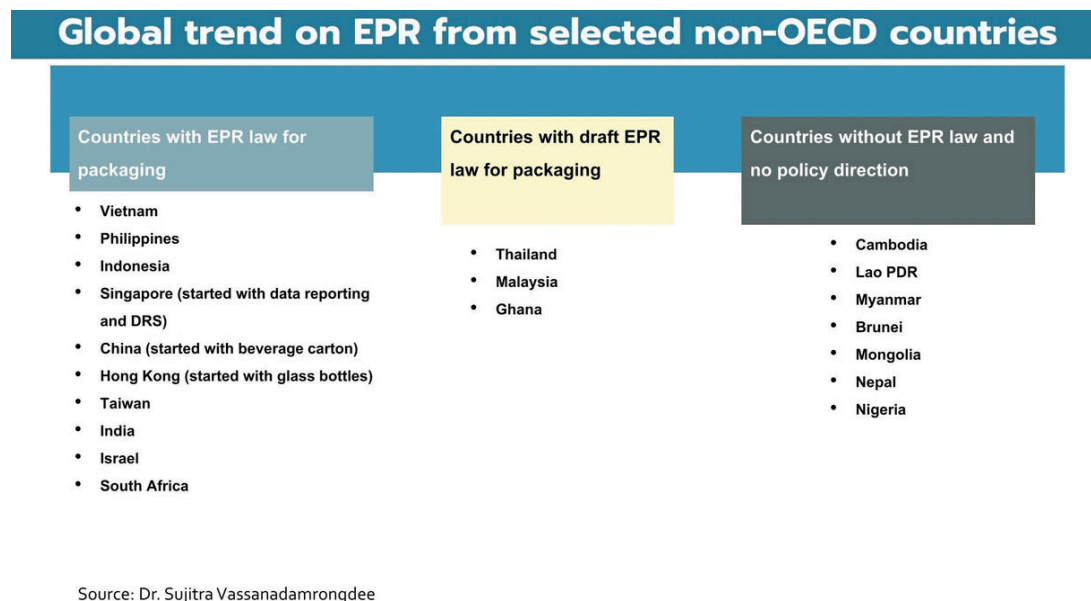 Global trend on EPR from selected non-OECD countries
Countries with EPR law for
packaging
• Vietnam
• Philippines
• Indonesia
• Singapore (started with data reporting
and DRS)
• China (started with beverage carton)
• Hong Kong (started with glass bottles)
• Taiwan
• India
• Israel
• South Africa
Countries with draft EPR
law for packaging
• Thailand
• Malaysia
• Ghana
Countries without EPR law and
no policy direction
• Cambodia
• Lao PDR
• Myanmar
• Brunei
• Mongolia
• Nepal
• Nigeria
Source: Dr. Sujitra Vassanadamrongdee